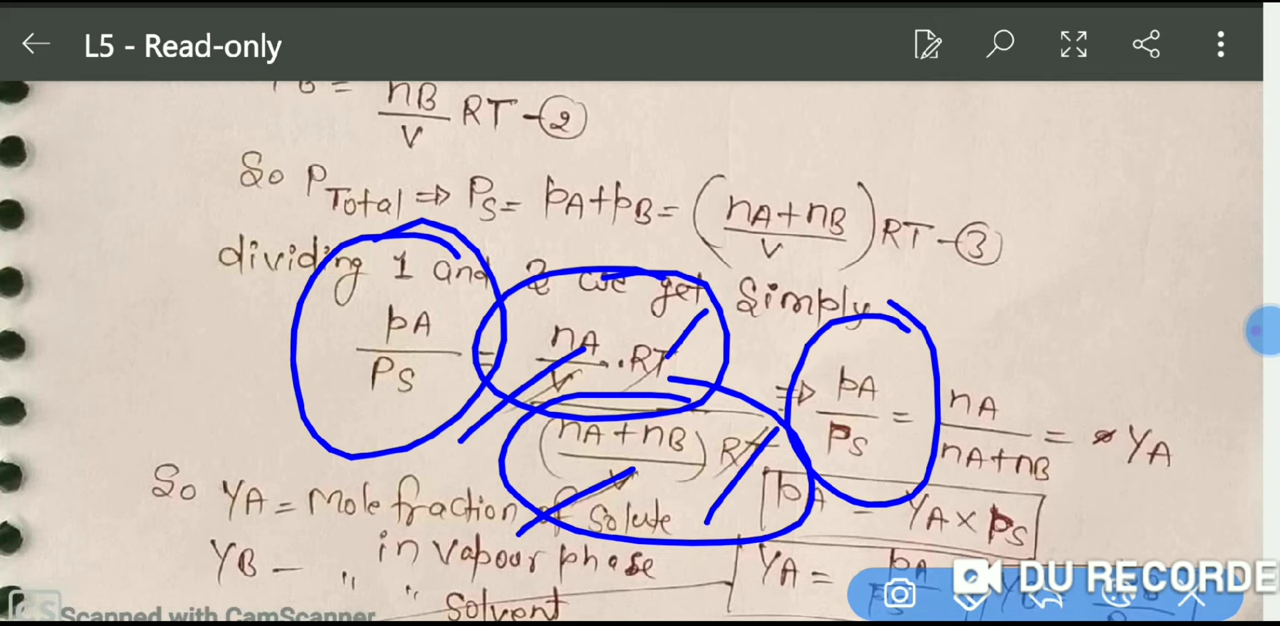 L5 - Read-only
nB/V RT - ②
So P Total ⇒ Ps = pA + pB = (nA + nB / V) RT - ③
dividing 1 and 2 we get Simply
pA/Ps = nA/V . RT / (nA + nB / V) RT ⇒ pA/Ps = nA / nA + nB = YA
So YA = Mole fraction of Solute
pA = YA × Ps
YB — " in vapour phase
YA = pA
" Solvent
DU RECORDE
Scanned with CamScanner